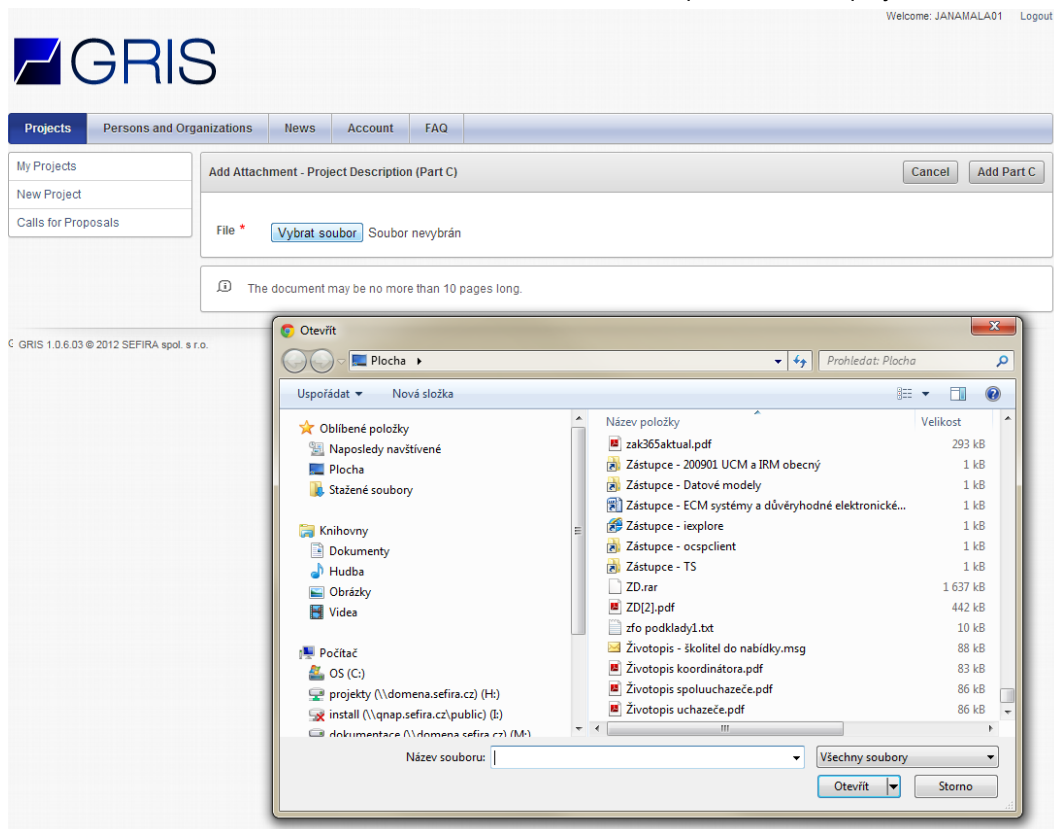 Welcome: JANAMALA01 Logout
GRIS
Projects Persons and Organizations News Account FAQ
My Projects
New Project
Calls for Proposals
Add Attachment - Project Description (Part C) Cancel Add Part C
File * Vybrat soubor Soubor nevybrán
The document may be no more than 10 pages long.
GRIS 1.0.6.03 © 2012 SEFIRA spol. s r.o.
Otevřít
Plocha Prohledat: Plocha
Uspořádat Nová složka
Oblíbené položky
Naposledy navštívené
Plocha
Stažené soubory
Knihovny
Dokumenty
Hudba
Obrázky
Videa
Počítač
OS (C:)
projekty (\\domena.sefira.cz) (H:)
install (\\qnap.sefira.cz\public) (I:)
dokumentace (\\domena.sefira.cz) (M:)
Název položky Velikost
zak365aktual.pdf 293 kB
Zástupce - 200901 UCM a IRM obecný 1 kB
Zástupce - Datové modely 1 kB
Zástupce - ECM systémy a důvěryhodné elektronické... 1 kB
Zástupce - iexplore 1 kB
Zástupce - ocspclient 1 kB
Zástupce - TS 1 kB
ZD.rar 1 637 kB
ZD[2].pdf 442 kB
zfo podklady1.txt 10 kB
Životopis - školitel do nabídky.msg 88 kB
Životopis koordinátora.pdf 83 kB
Životopis spoluuchazeče.pdf 86 kB
Životopis uchazeče.pdf 86 kB
Název souboru: Všechny soubory
Otevřít Storno